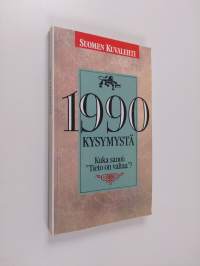 SUOMEN KUVALEHTI
1990
KYSYMYSTÄ
Kuka sanoi:
"Tieto on valtaa"?